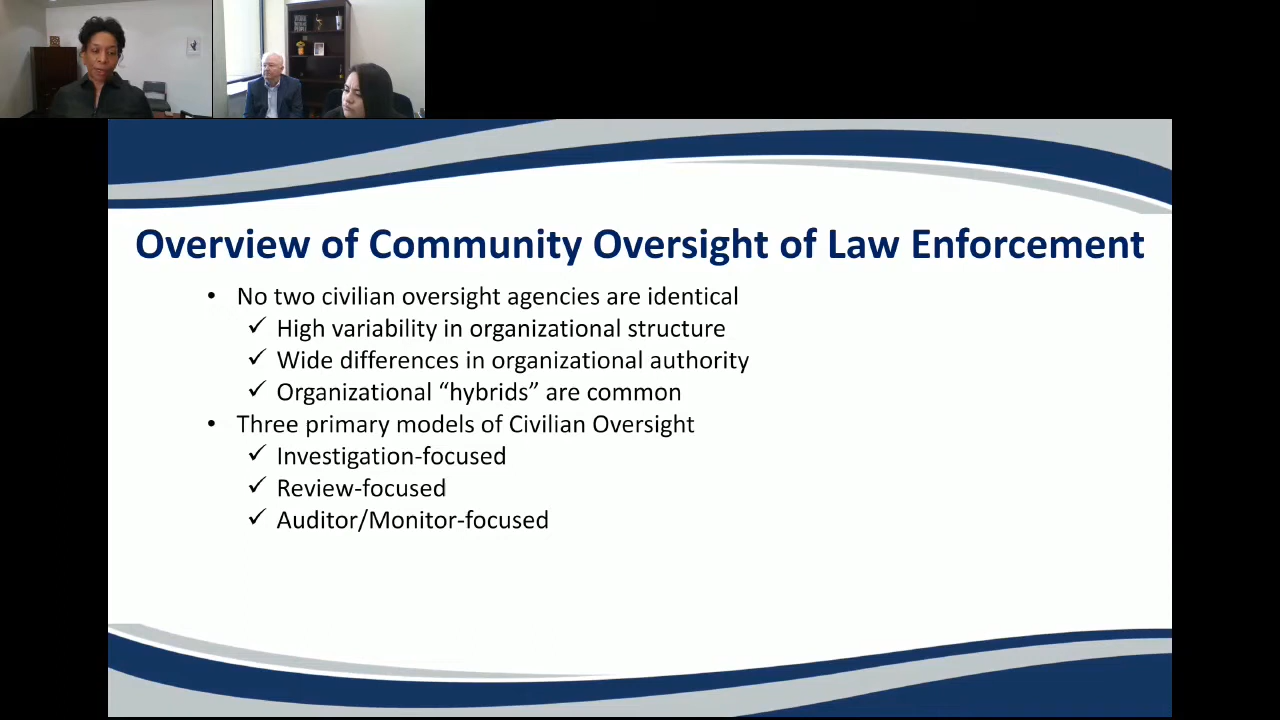 Overview of Community Oversight of Law Enforcement
• No two civilian oversight agencies are identical
✓ High variability in organizational structure
✓ Wide differences in organizational authority
✓ Organizational “hybrids” are common
• Three primary models of Civilian Oversight
✓ Investigation-focused
✓ Review-focused
✓ Auditor/Monitor-focused